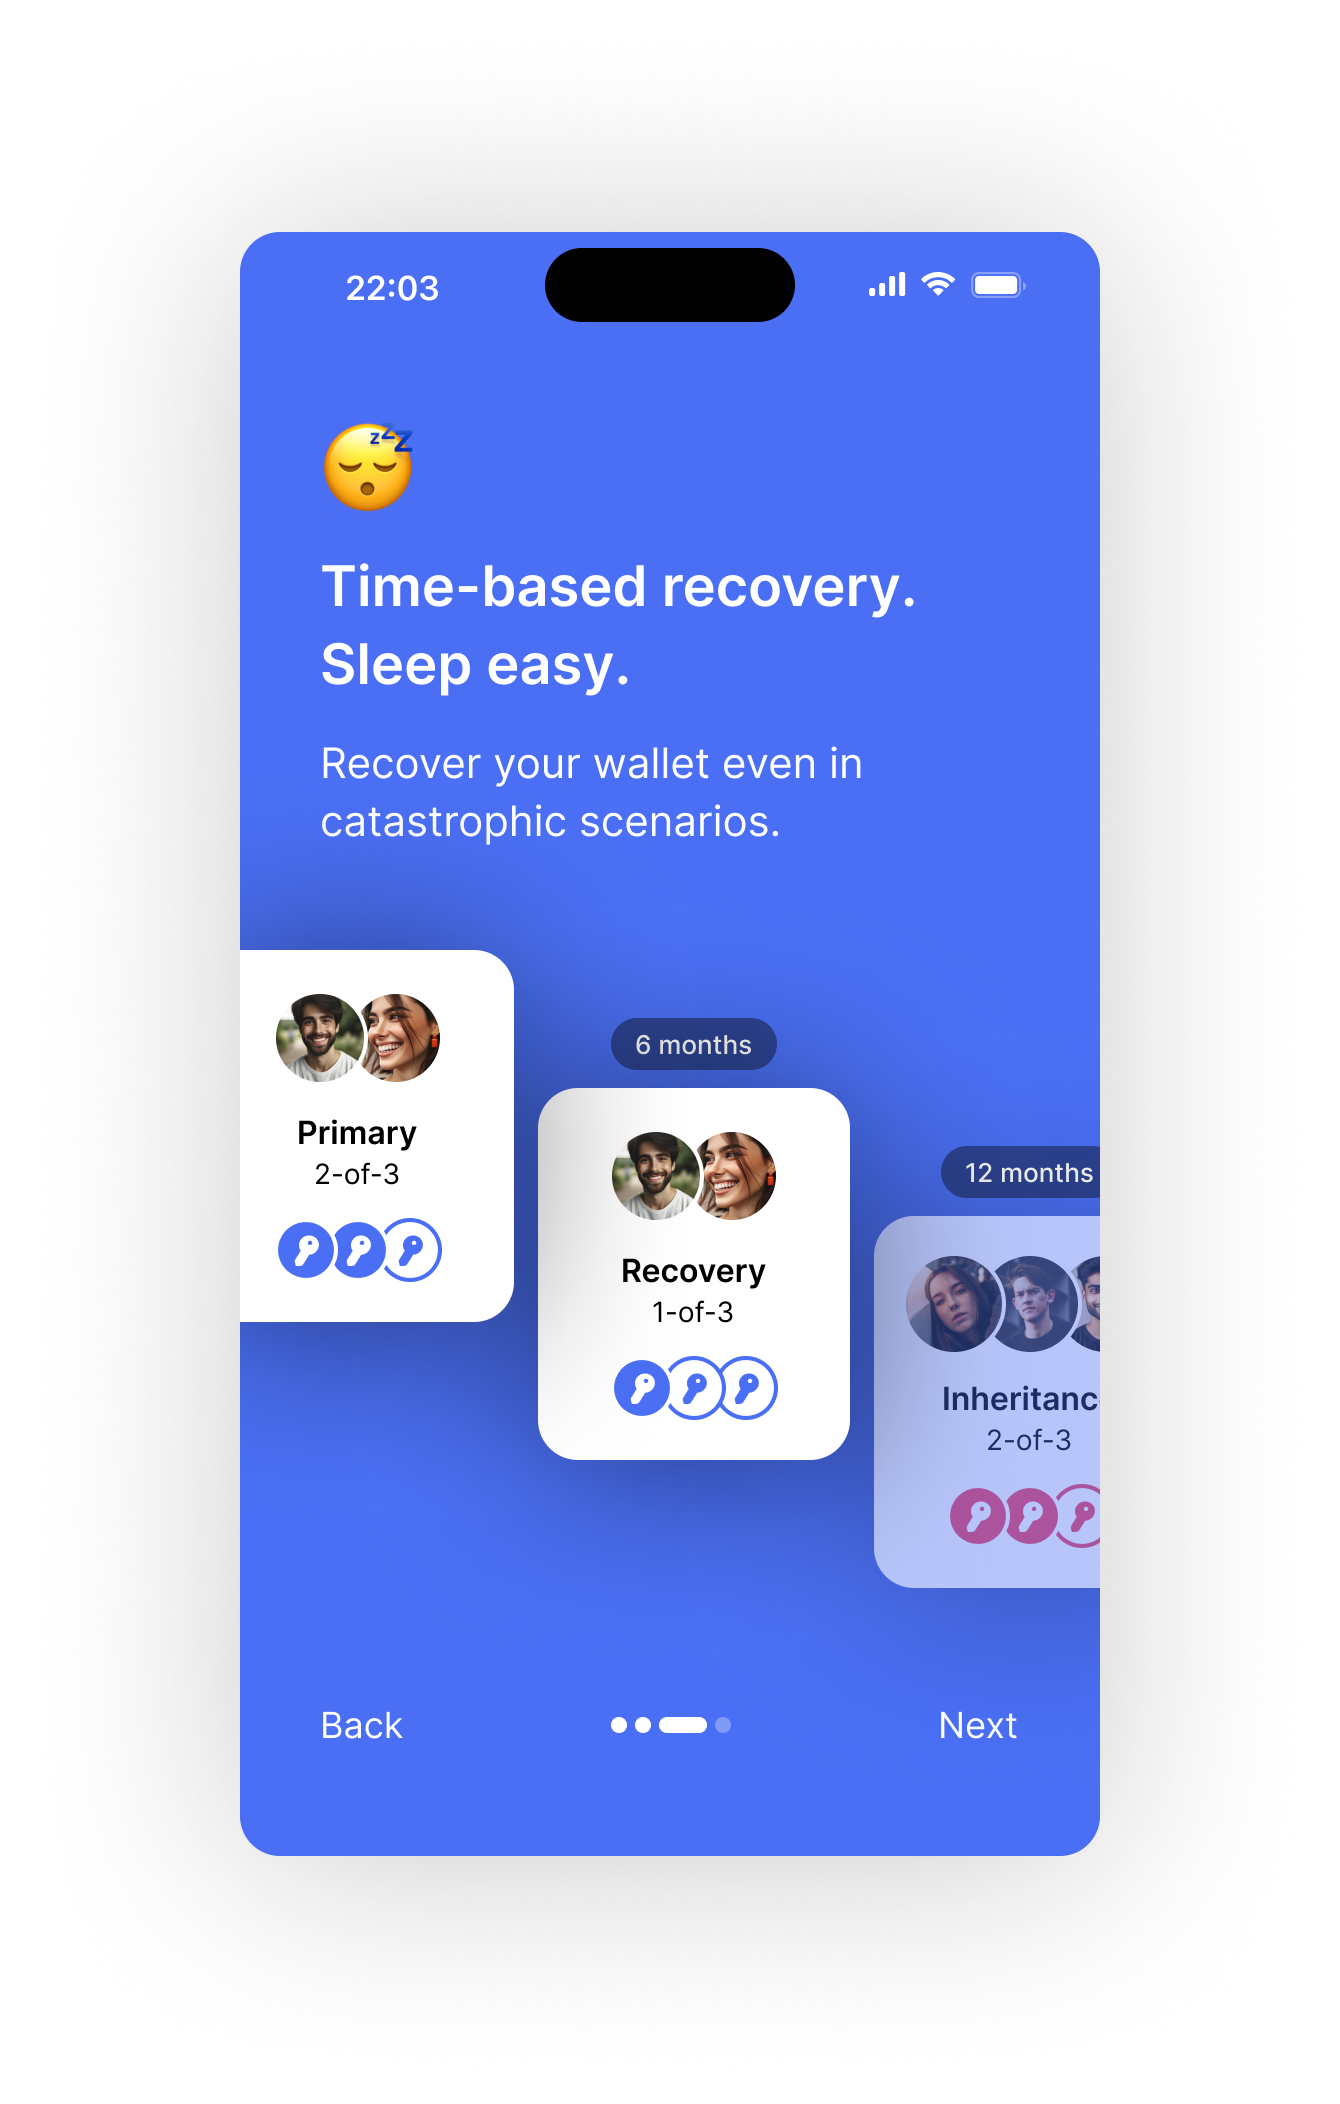 22:03
Time-based recovery.
Sleep easy.
Recover your wallet even in
catastrophic scenarios.
Primary
2-of-3
6 months
Recovery
1-of-3
12 months
Inheritanc
2-of-3
Back
Next